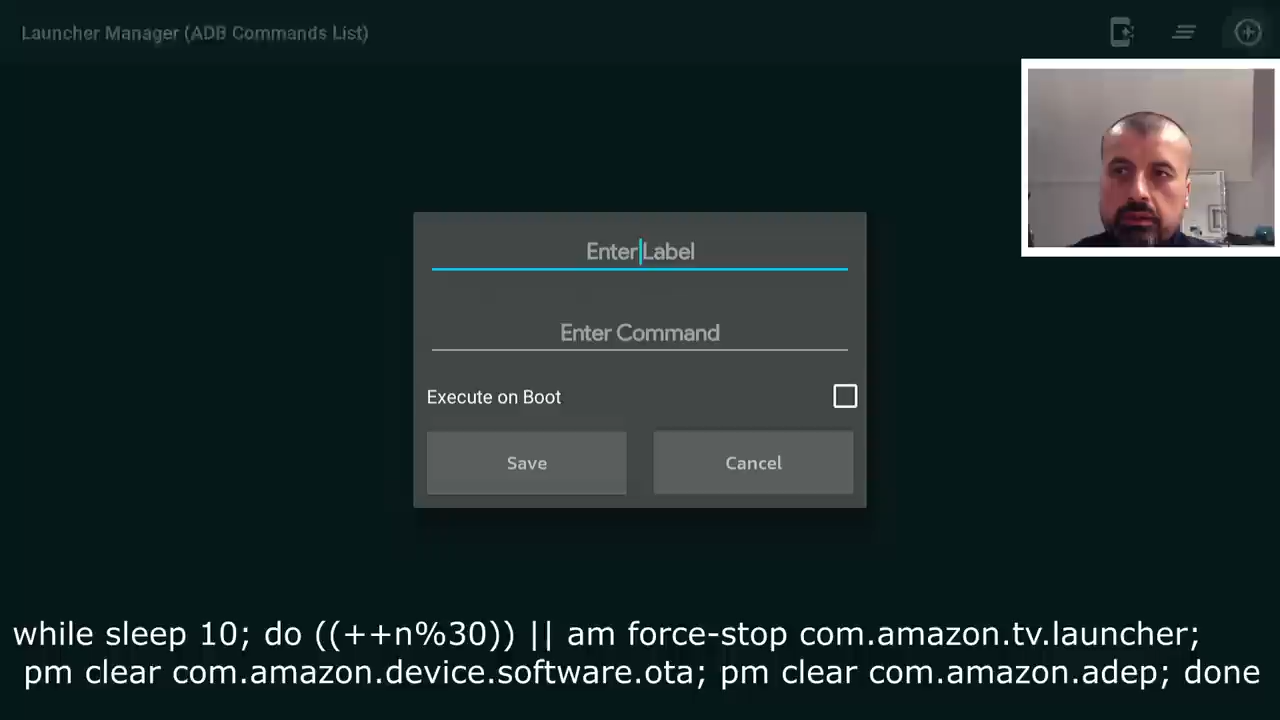 Launcher Manager (ADB Commands List)
Enter Label
Enter Command
Execute on Boot
Save
Cancel
while sleep 10; do ((++n%30)) || am force-stop com.amazon.tv.launcher;
pm clear com.amazon.device.software.ota; pm clear com.amazon.adep; done